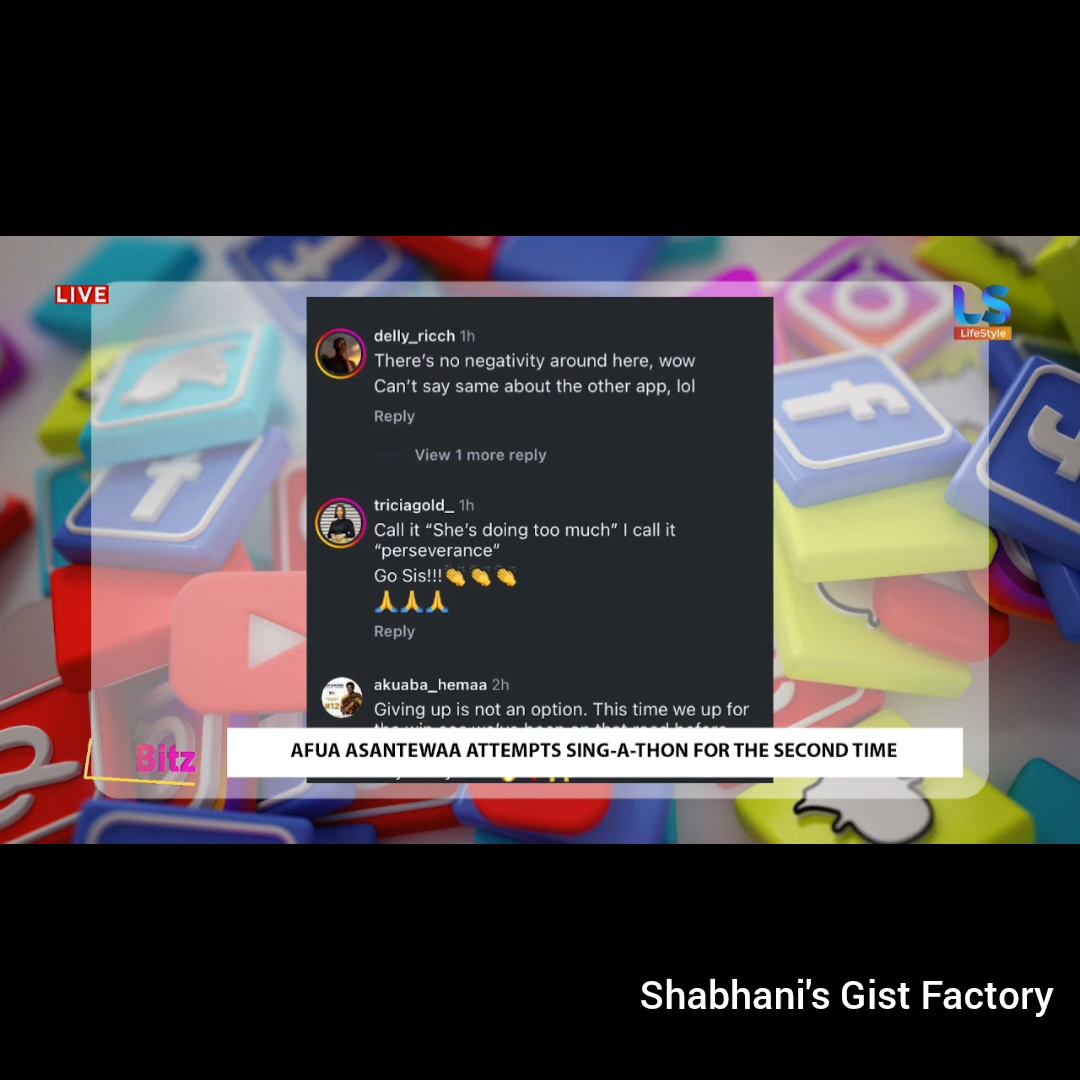 LIVE
LS
LifeStyle
delly_ricch 1h
There’s no negativity around here, wow
Can’t say same about the other app, lol
Reply
View 1 more reply
triciagold_ 1h
Call it “She’s doing too much” I call it
“perseverance”
Go Sis!!!👏👏👏
🙏🙏🙏
Reply
akuaba_hemaa 2h
Giving up is not an option. This time we up for
Bitz
AFUA ASANTEWAA ATTEMPTS SING-A-THON FOR THE SECOND TIME
Shabhani's Gist Factory